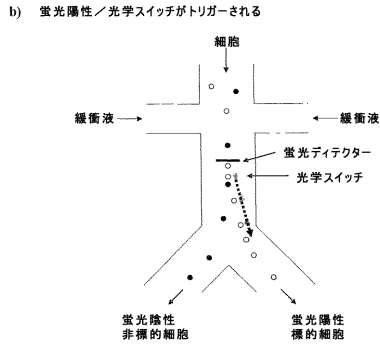 b) 蛍光陽性/光学スイッチがトリガーされる
細胞
緩衝液
緩衝液
蛍光ディテクター
光学スイッチ
蛍光陰性
非標的細胞
蛍光陽性
標的細胞